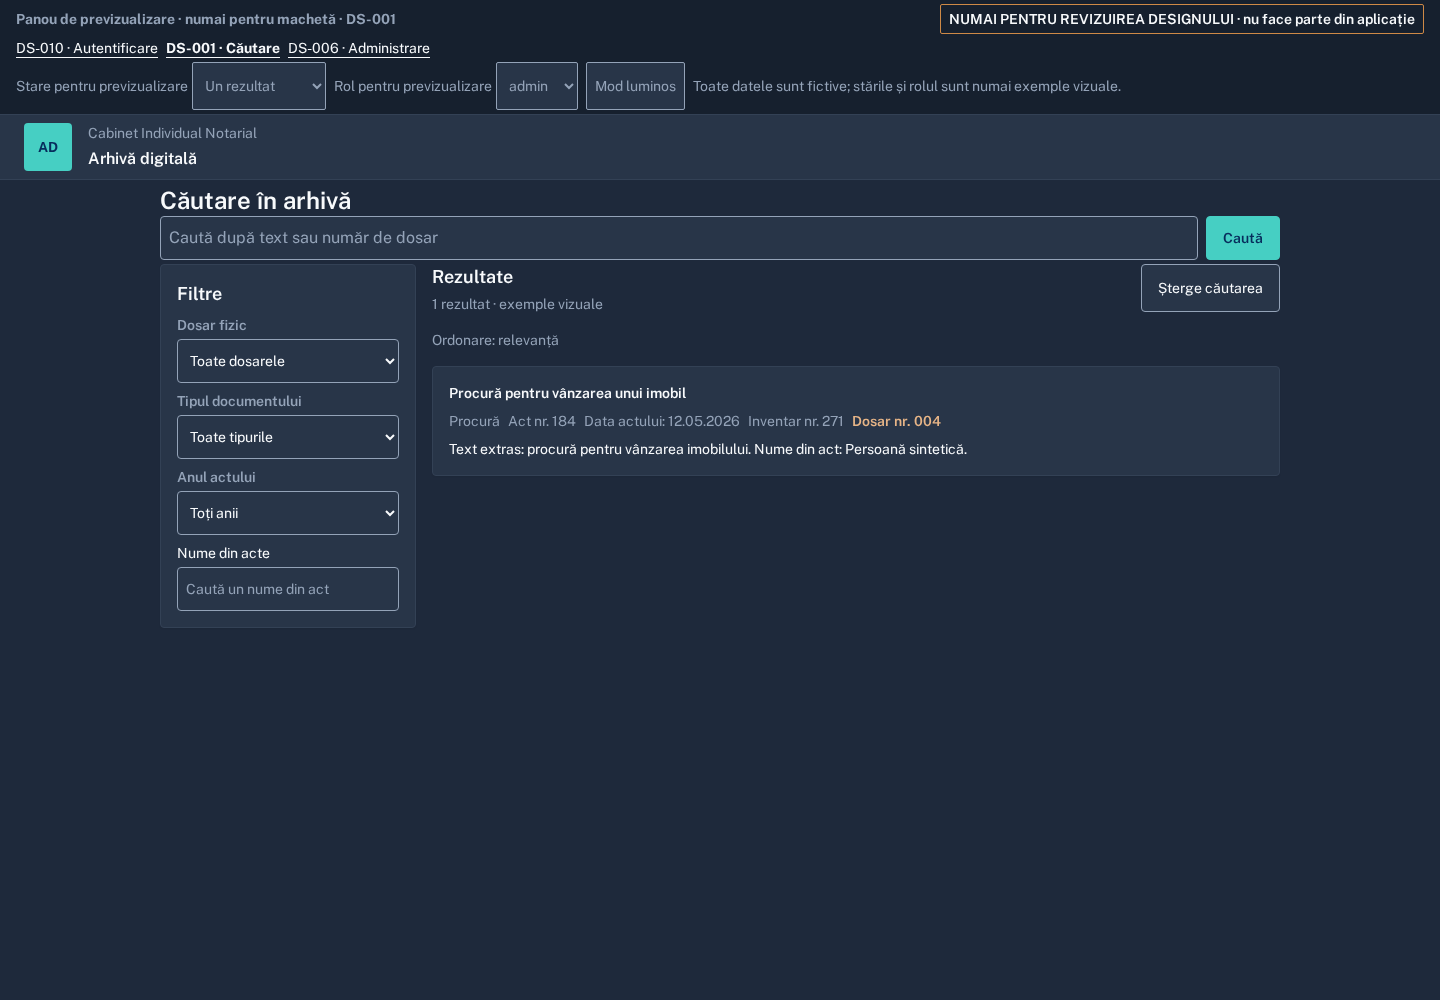 Panou de previzualizare · numai pentru machetă · DS-001
NUMAI PENTRU REVIZUIREA DESIGNULUI · nu face parte din aplicație
DS-010 · Autentificare DS-001 · Căutare DS-006 · Administrare
Stare pentru previzualizare Un rezultat Rol pentru previzualizare admin Mod luminos Toate datele sunt fictive; stările și rolul sunt numai exemple vizuale.
AD
Cabinet Individual Notarial
Arhivă digitală
Căutare în arhivă
Caută după text sau număr de dosar
Caută
Filtre
Dosar fizic
Toate dosarele
Tipul documentului
Toate tipurile
Anul actului
Toți anii
Nume din acte
Caută un nume din act
Rezultate
1 rezultat · exemple vizuale
Șterge căutarea
Ordonare: relevanță
Procură pentru vânzarea unui imobil
Procură Act nr. 184 Data actului: 12.05.2026 Inventar nr. 271 Dosar nr. 004
Text extras: procură pentru vânzarea imobilului. Nume din act: Persoană sintetică.